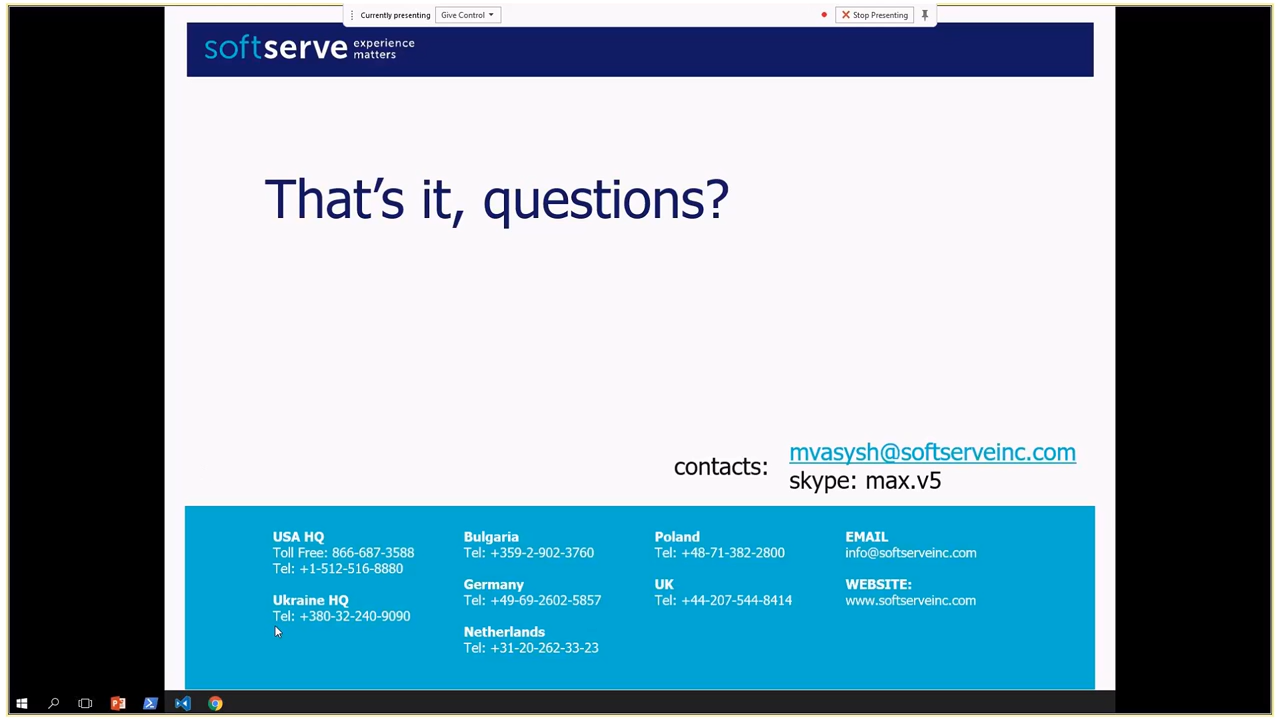 Currently presenting
Give Control
Stop Presenting
softserve experience matters
That's it, questions?
contacts:
mvasysh@softserveinc.com
skype: max.v5
USA HQ
Toll Free: 866-687-3588
Tel: +1-512-516-8880
Ukraine HQ
Tel: +380-32-240-9090
Bulgaria
Tel: +359-2-902-3760
Germany
Tel: +49-69-2602-5857
Netherlands
Tel: +31-20-262-33-23
Poland
Tel: +48-71-382-2800
UK
Tel: +44-207-544-8414
EMAIL
info@softserveinc.com
WEBSITE:
www.softserveinc.com